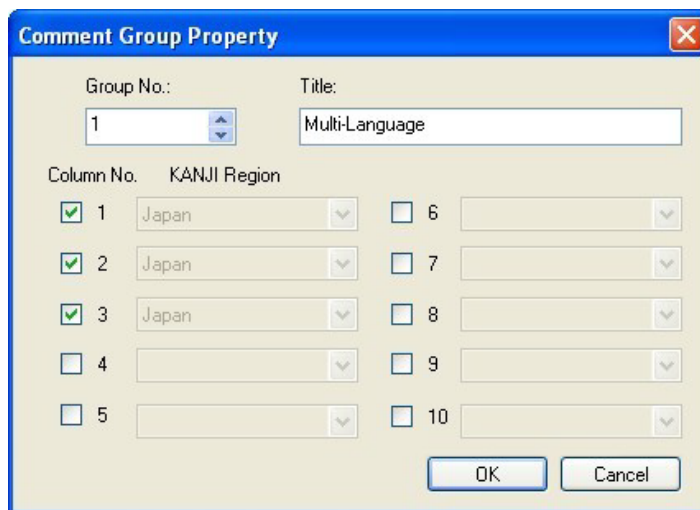 Comment Group Property
Group No.: Title:
1 Multi-Language
Column No. KANJI Region
1 Japan 6
2 Japan 7
3 Japan 8
4 9
5 10
OK Cancel